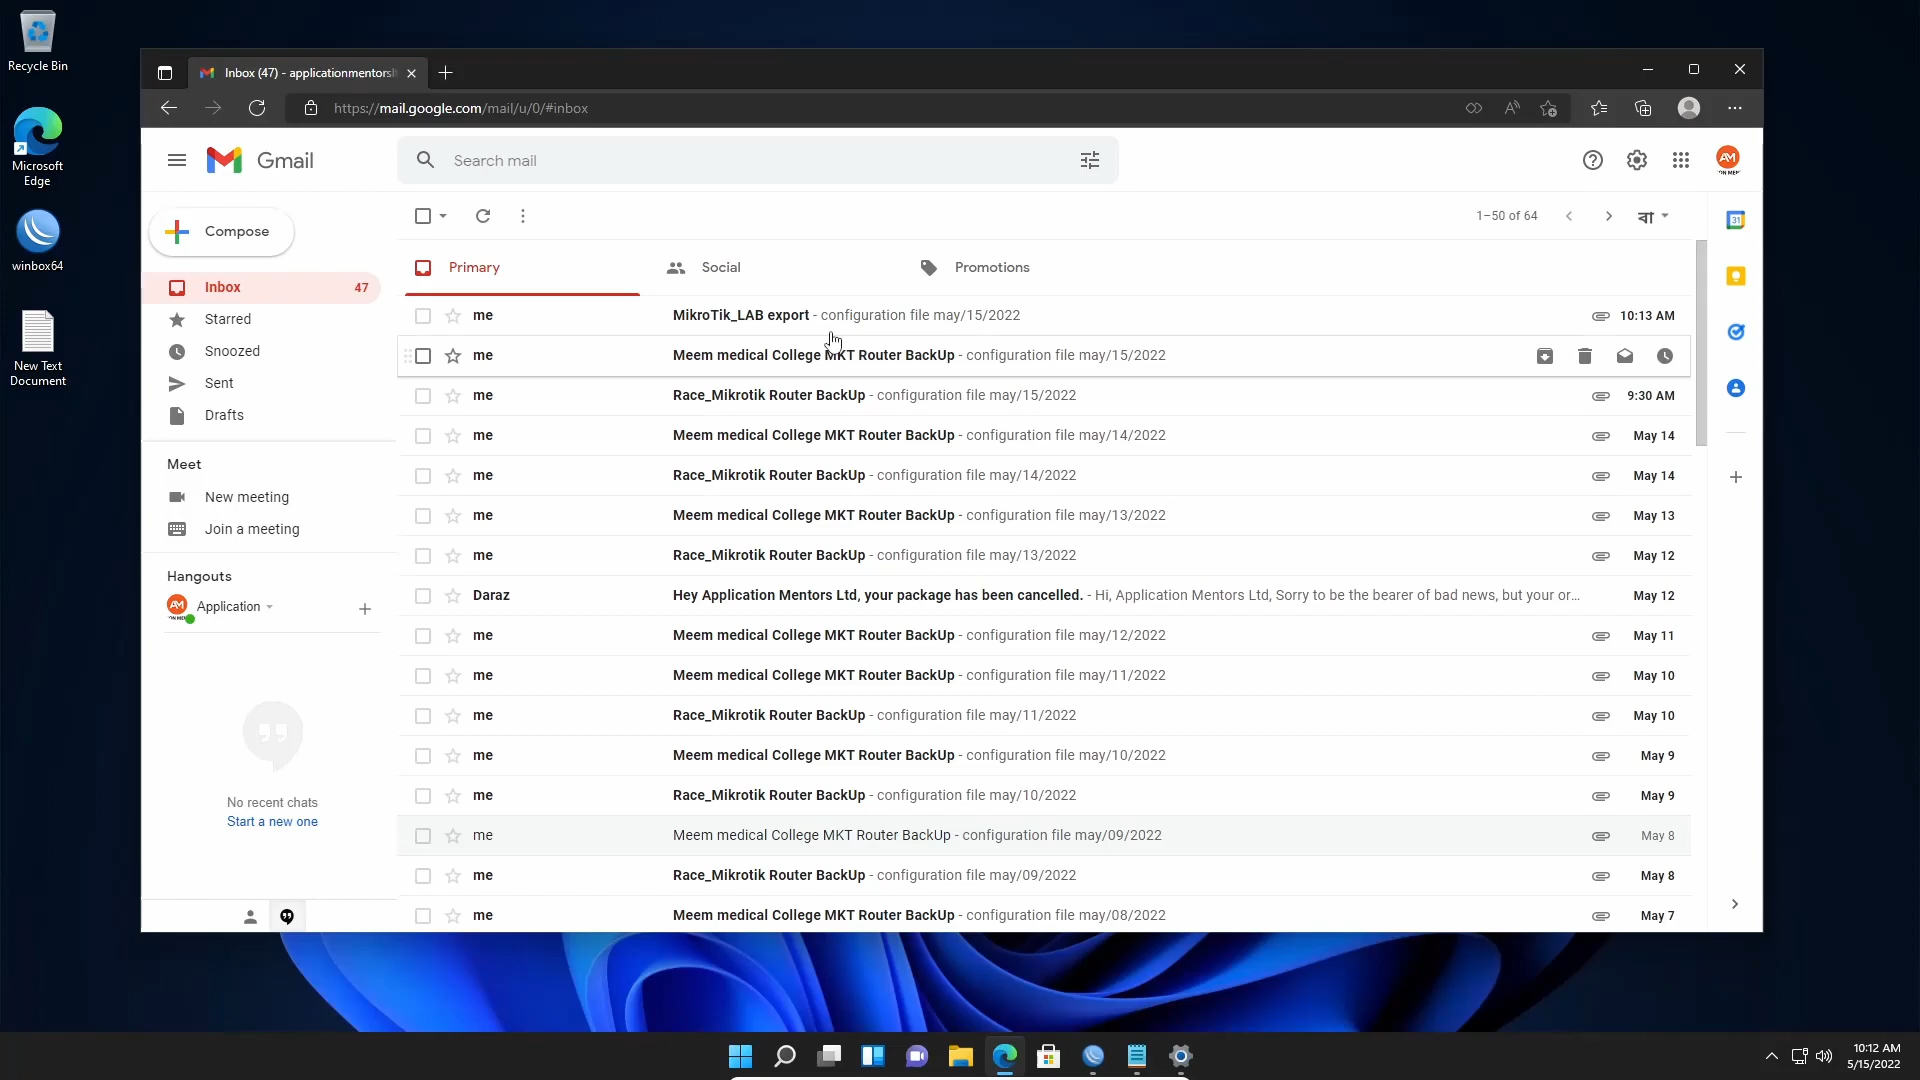 Recycle Bin
Microsoft
Edge
winbox64
New Text
Document
Inbox (47) - applicationmentorsl
https://mail.google.com/mail/u/0/#inbox
Gmail
Search mail
Compose
Inbox 47
Starred
Snoozed
Sent
Drafts
Meet
New meeting
Join a meeting
Hangouts
Application
No recent chats
Start a new one
1–50 of 64
বা
Primary Social Promotions
me MikroTik_LAB export - configuration file may/15/2022 10:13 AM
me Meem medical College MKT Router BackUp - configuration file may/15/2022
me Race_Mikrotik Router BackUp - configuration file may/15/2022 9:30 AM
me Meem medical College MKT Router BackUp - configuration file may/14/2022 May 14
me Race_Mikrotik Router BackUp - configuration file may/14/2022 May 14
me Meem medical College MKT Router BackUp - configuration file may/13/2022 May 13
me Race_Mikrotik Router BackUp - configuration file may/13/2022 May 12
Daraz Hey Application Mentors Ltd, your package has been cancelled. - Hi, Application Mentors Ltd, Sorry to be the bearer of bad news, but your or... May 12
me Meem medical College MKT Router BackUp - configuration file may/12/2022 May 11
me Meem medical College MKT Router BackUp - configuration file may/11/2022 May 10
me Race_Mikrotik Router BackUp - configuration file may/11/2022 May 10
me Meem medical College MKT Router BackUp - configuration file may/10/2022 May 9
me Race_Mikrotik Router BackUp - configuration file may/10/2022 May 9
me Meem medical College MKT Router BackUp - configuration file may/09/2022 May 8
me Race_Mikrotik Router BackUp - configuration file may/09/2022 May 8
me Meem medical College MKT Router BackUp - configuration file may/08/2022 May 7
AM
31
10:12 AM
5/15/2022